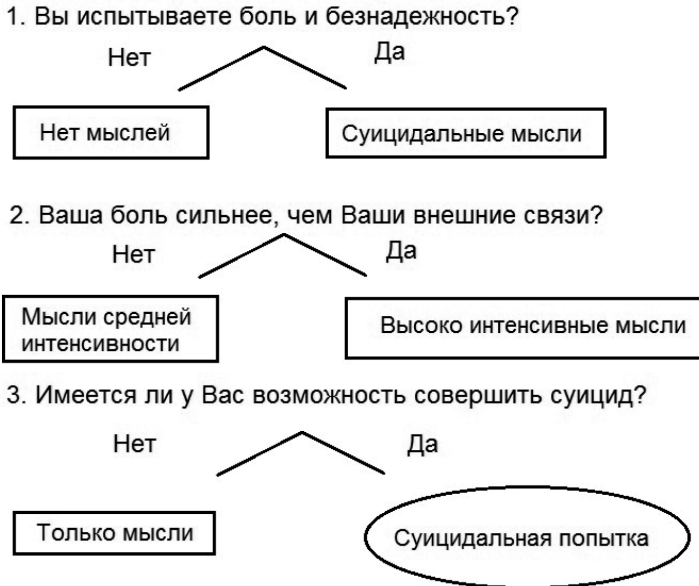 1. Вы испытываете боль и безнадежность?
Нет
Да
Нет мыслей
Суицидальные мысли
2. Ваша боль сильнее, чем Ваши внешние связи?
Нет
Да
Мысли средней
интенсивности
Высоко интенсивные мысли
3. Имеется ли у Вас возможность совершить суицид?
Нет
Да
Только мысли
Суицидальная попытка